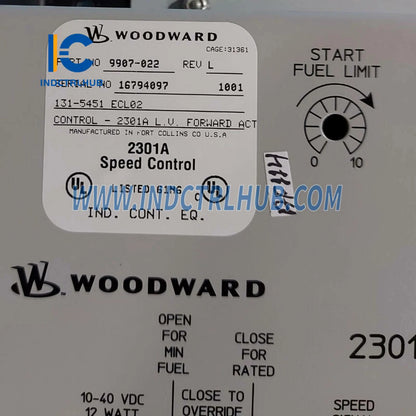 WOODWARD
CAGE:31361
PART NO 9907-022 REV L
SERIAL NO 16794097 1001
131-5451 ECL02
CONTROL - 2301A L.V. FORWARD ACT
MANUFACTURED IN FORT COLLINS CO U.S.A
2301A
Speed Control
UL LISTED 61M6 UL
C
IND. CONT. EQ.
INDCTRLHUB
WWW.INDCTRLHUB.COM
START
FUEL LIMIT
0 10
WOODWARD
OPEN
FOR
MIN
FUEL
CLOSE
FOR
RATED
2301
10-40 VDC
12 WATT
CLOSE TO
OVERRIDE
SPEED